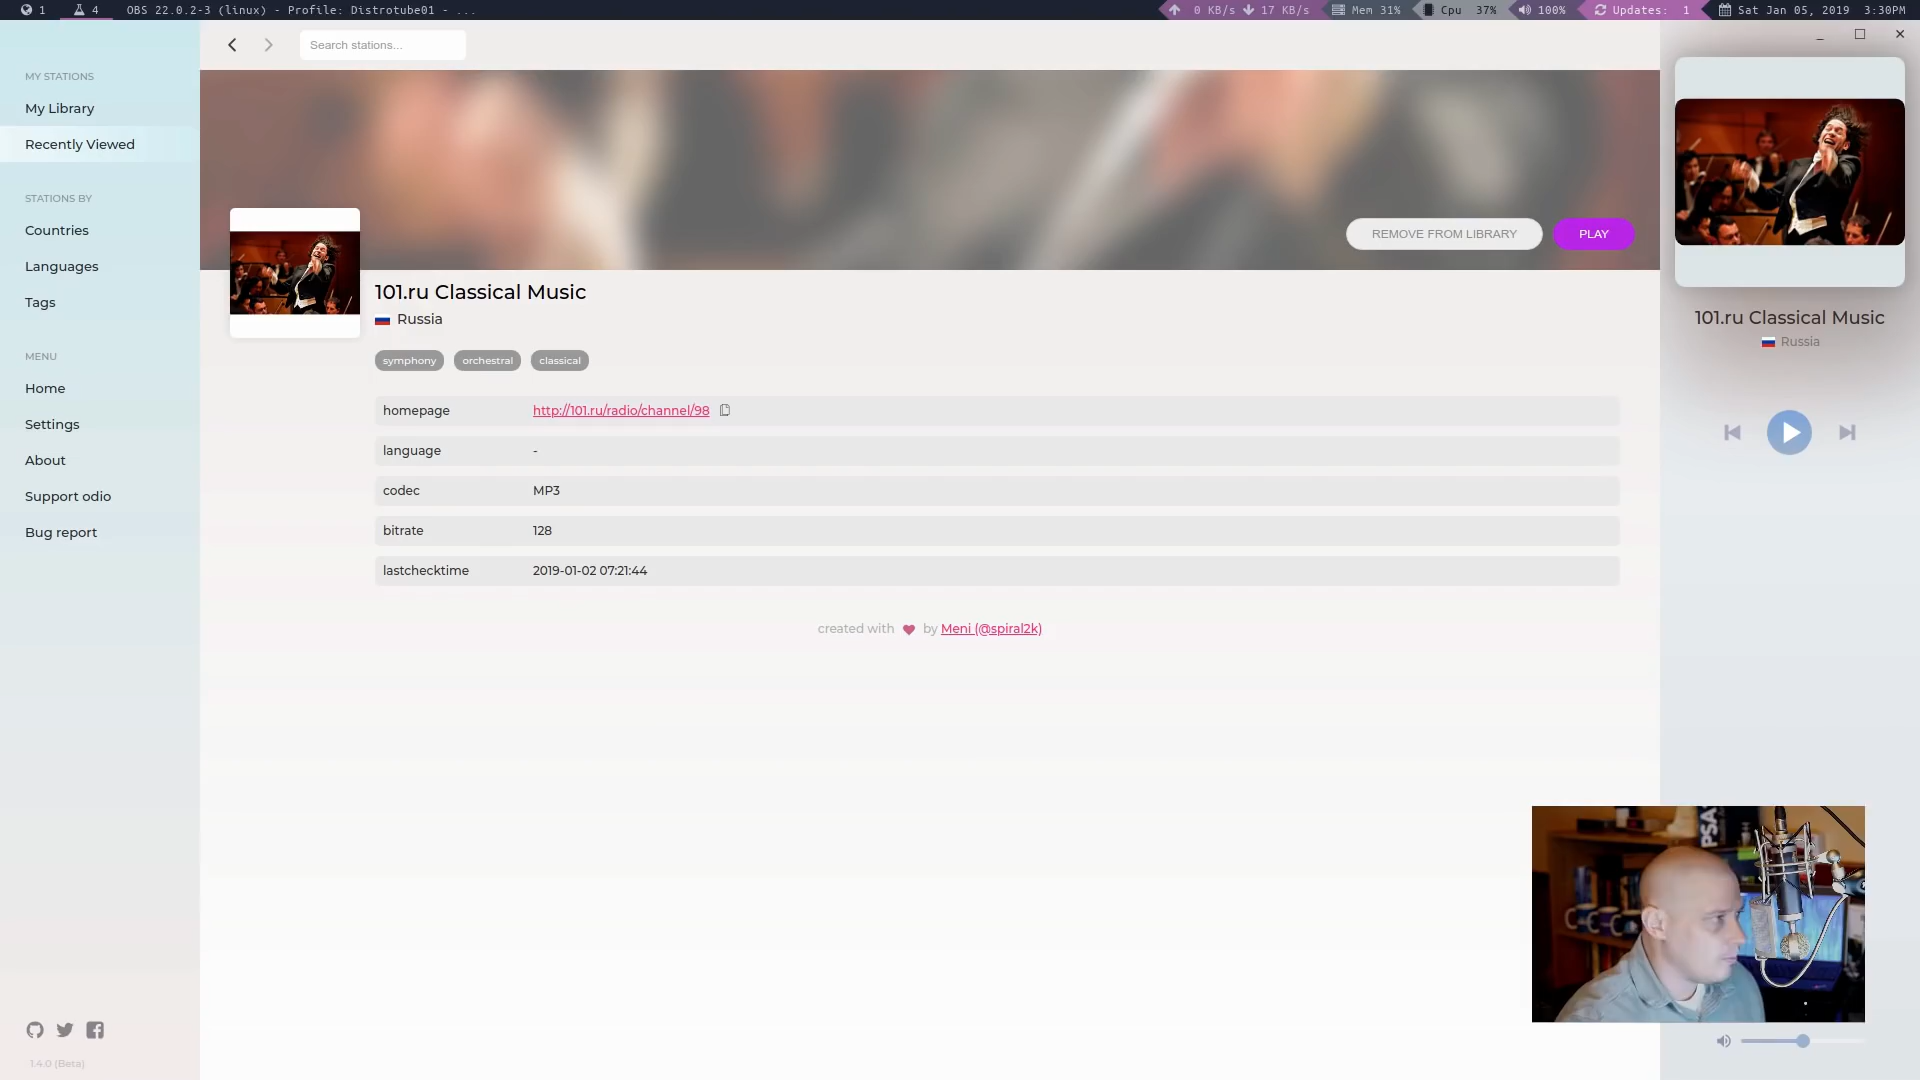 1 4 OBS 22.0.2-3 (linux) - Profile: Distrotube01 - ... 0 KB/s 17 KB/s Mem 31% Cpu 37% 100% Updates: 1 Sat Jan 05, 2019 3:30PM
Search stations...
MY STATIONS
My Library
Recently Viewed
STATIONS BY
Countries
Languages
Tags
MENU
Home
Settings
About
Support odio
Bug report
1.4.0 (Beta)
REMOVE FROM LIBRARY PLAY
101.ru Classical Music
Russia
symphony orchestral classical
homepage http://101.ru/radio/channel/98
language -
codec MP3
bitrate 128
lastchecktime 2019-01-02 07:21:44
created with ♥ by Meni (@spiral2k)
101.ru Classical Music
Russia
PSA